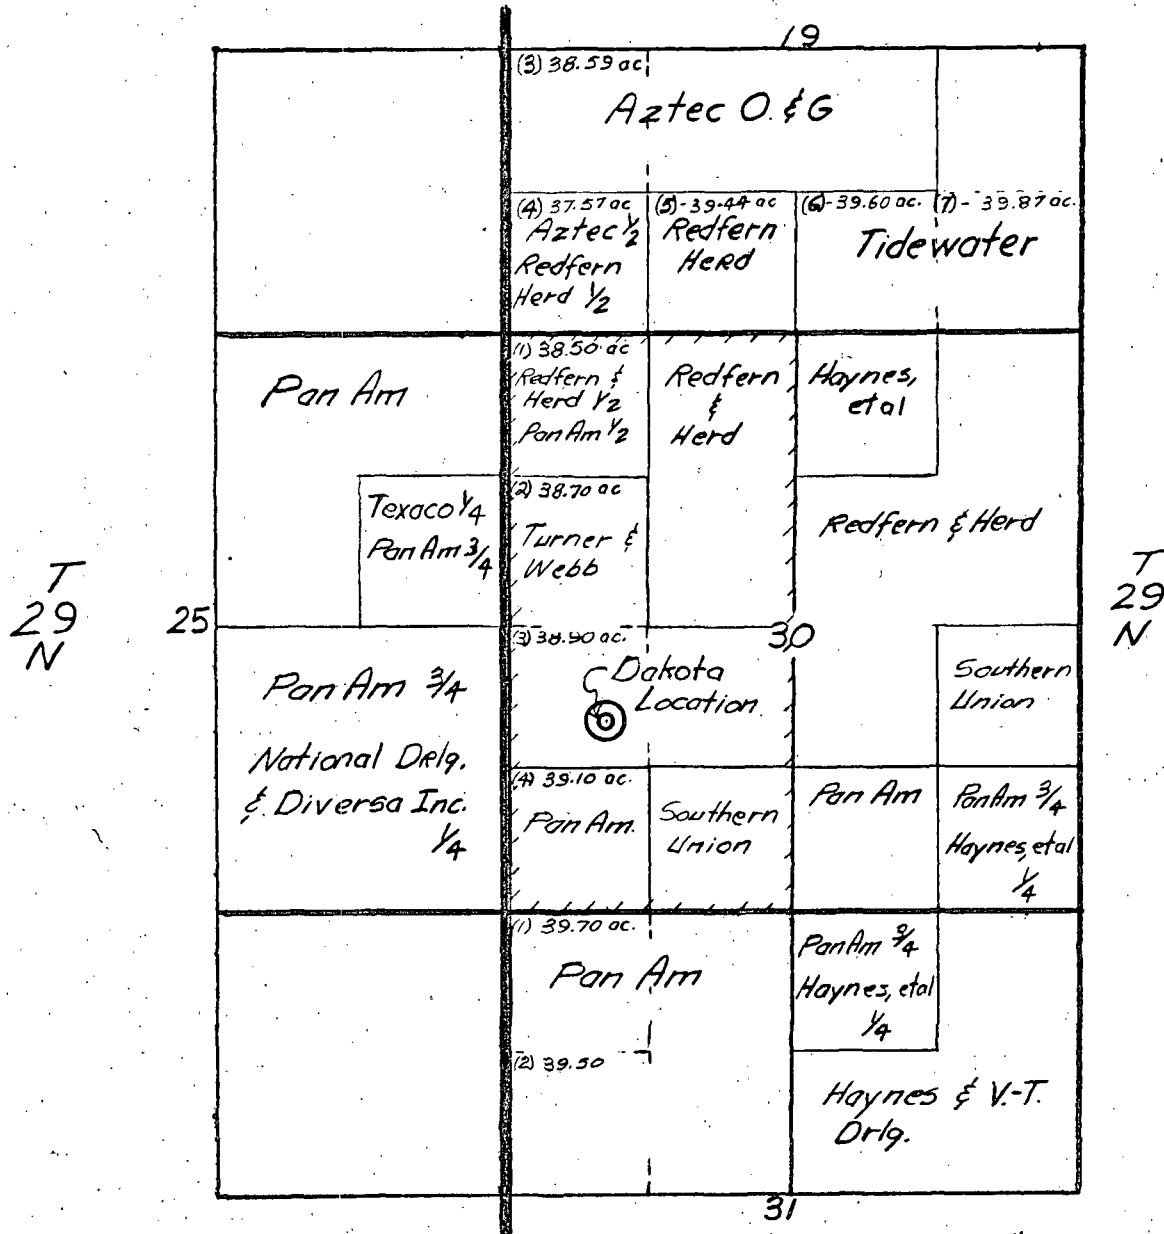 19
(3) 38.59 ac.
Aztec O. & G
(4) 37.57 ac
Aztec 1/2
Redfern
Herd 1/2
(5)-39.44 ac
Redfern
Herd
(6)-39.60 ac.
(7)- 39.87 ac.
Tidewater
Pan Am
(1) 38.50 ac
Redfern &
Herd 1/2
Pan Am 1/2
Redfern
&
Herd
Haynes,
etal
Texaco 1/4
Pan Am 3/4
(2) 38.70 ac
Turner &
Webb
Redfern & Herd
T
29
N
25
30
T
29
N
Pan Am 3/4
National Drlg.
& Diversa Inc.
1/4
(3) 38.90 ac.
Dakota
Location
Southern
Union
(4) 39.10 ac.
Pan Am.
Southern
Union
Pan Am
Pan Am 3/4
Haynes, etal
1/4
(1) 39.70 ac.
Pan Am
Pan Am 3/4
Haynes, etal
1/4
(2) 39.50
Haynes & V.-T.
Drlg.
31